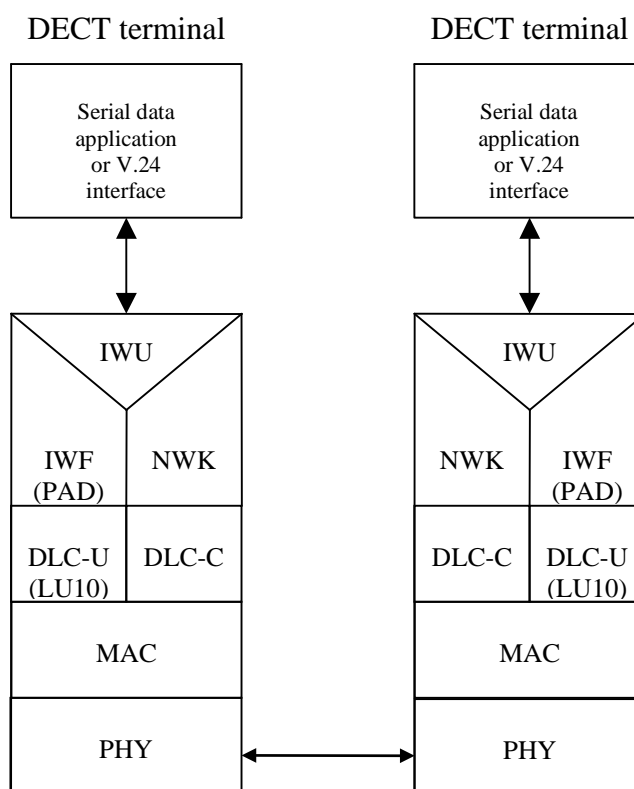 DECT terminal
Serial data
application
or V.24
interface
IWU
IWF
(PAD)
NWK
DLC-U
(LU10)
DLC-C
MAC
PHY
DECT terminal
Serial data
application
or V.24
interface
IWU
NWK
IWF
(PAD)
DLC-C
DLC-U
(LU10)
MAC
PHY